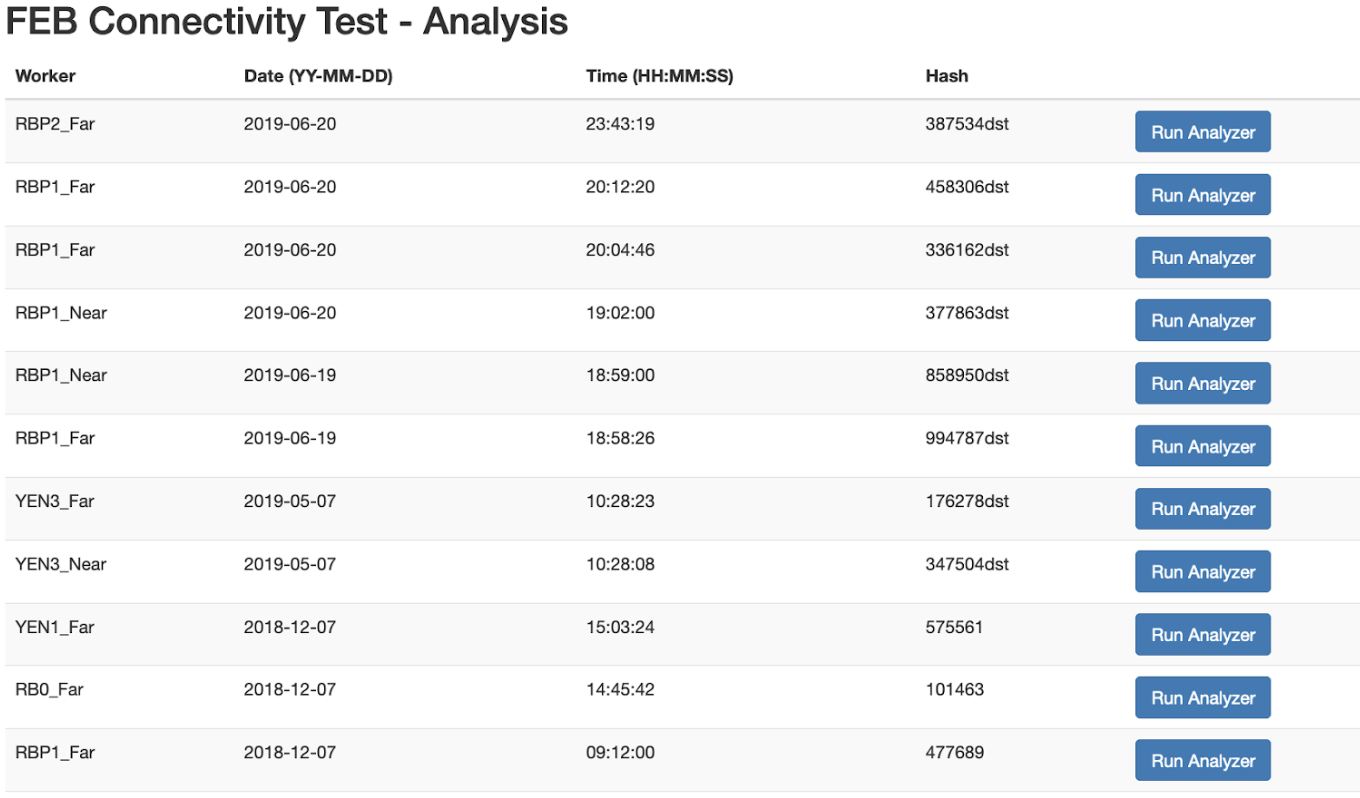 FEB Connectivity Test - Analysis
Worker Date (YY-MM-DD) Time (HH:MM:SS) Hash
RBP2_Far 2019-06-20 23:43:19 387534dst Run Analyzer
RBP1_Far 2019-06-20 20:12:20 458306dst Run Analyzer
RBP1_Far 2019-06-20 20:04:46 336162dst Run Analyzer
RBP1_Near 2019-06-20 19:02:00 377863dst Run Analyzer
RBP1_Near 2019-06-19 18:59:00 858950dst Run Analyzer
RBP1_Far 2019-06-19 18:58:26 994787dst Run Analyzer
YEN3_Far 2019-05-07 10:28:23 176278dst Run Analyzer
YEN3_Near 2019-05-07 10:28:08 347504dst Run Analyzer
YEN1_Far 2018-12-07 15:03:24 575561 Run Analyzer
RB0_Far 2018-12-07 14:45:42 101463 Run Analyzer
RBP1_Far 2018-12-07 09:12:00 477689 Run Analyzer